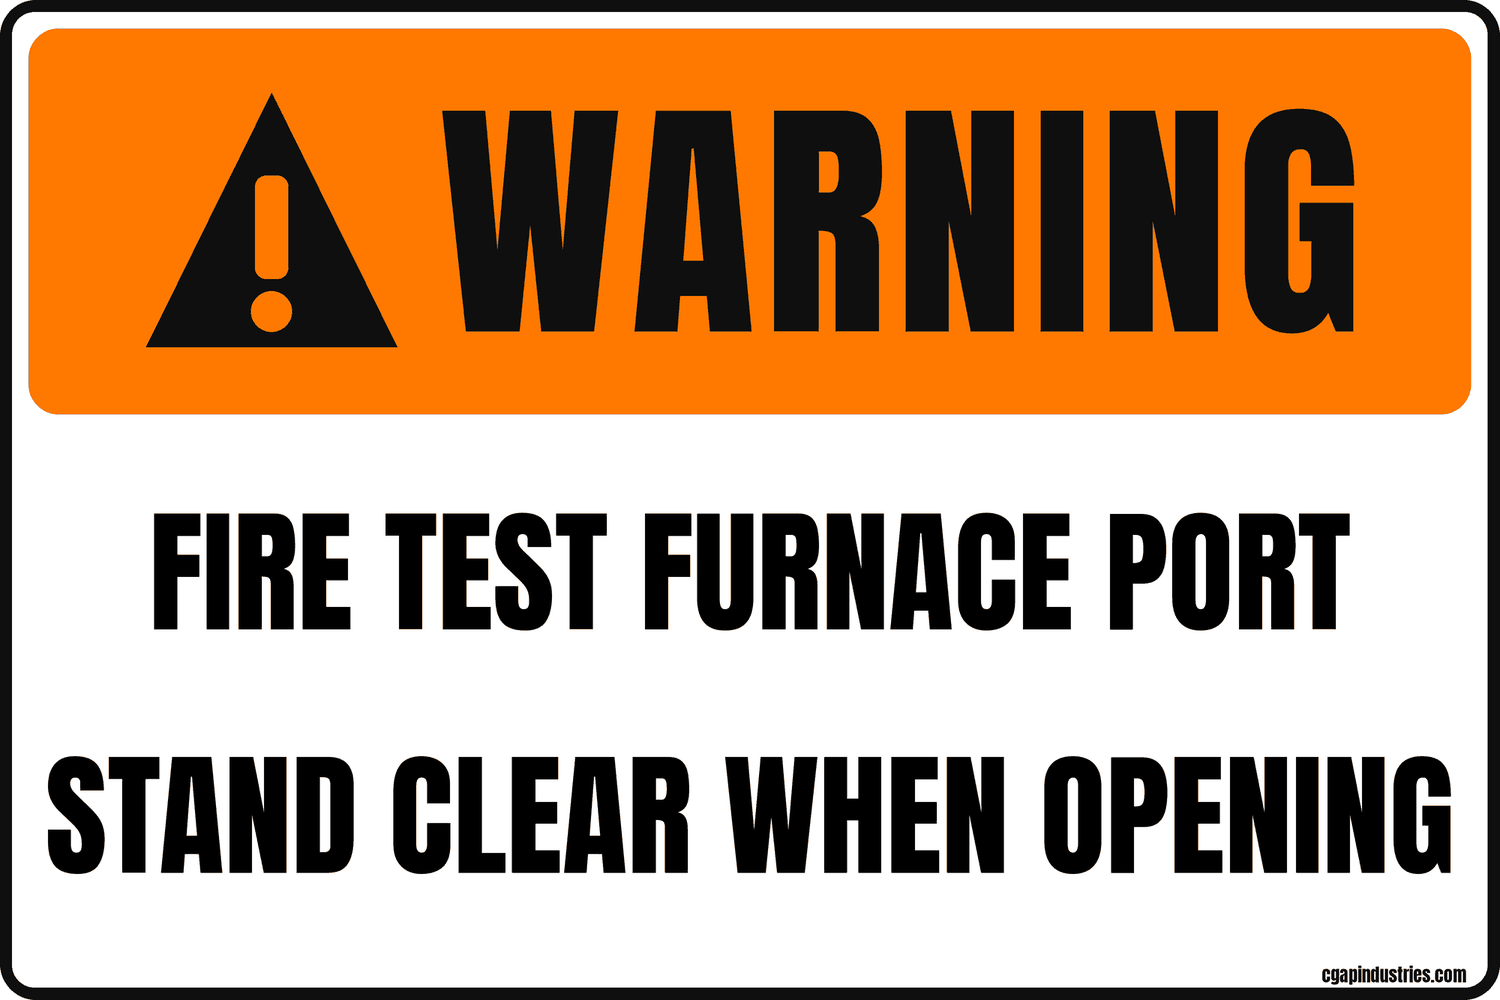 WARNING
FIRE TEST FURNACE PORT
STAND CLEAR WHEN OPENING
cgapindustries.com